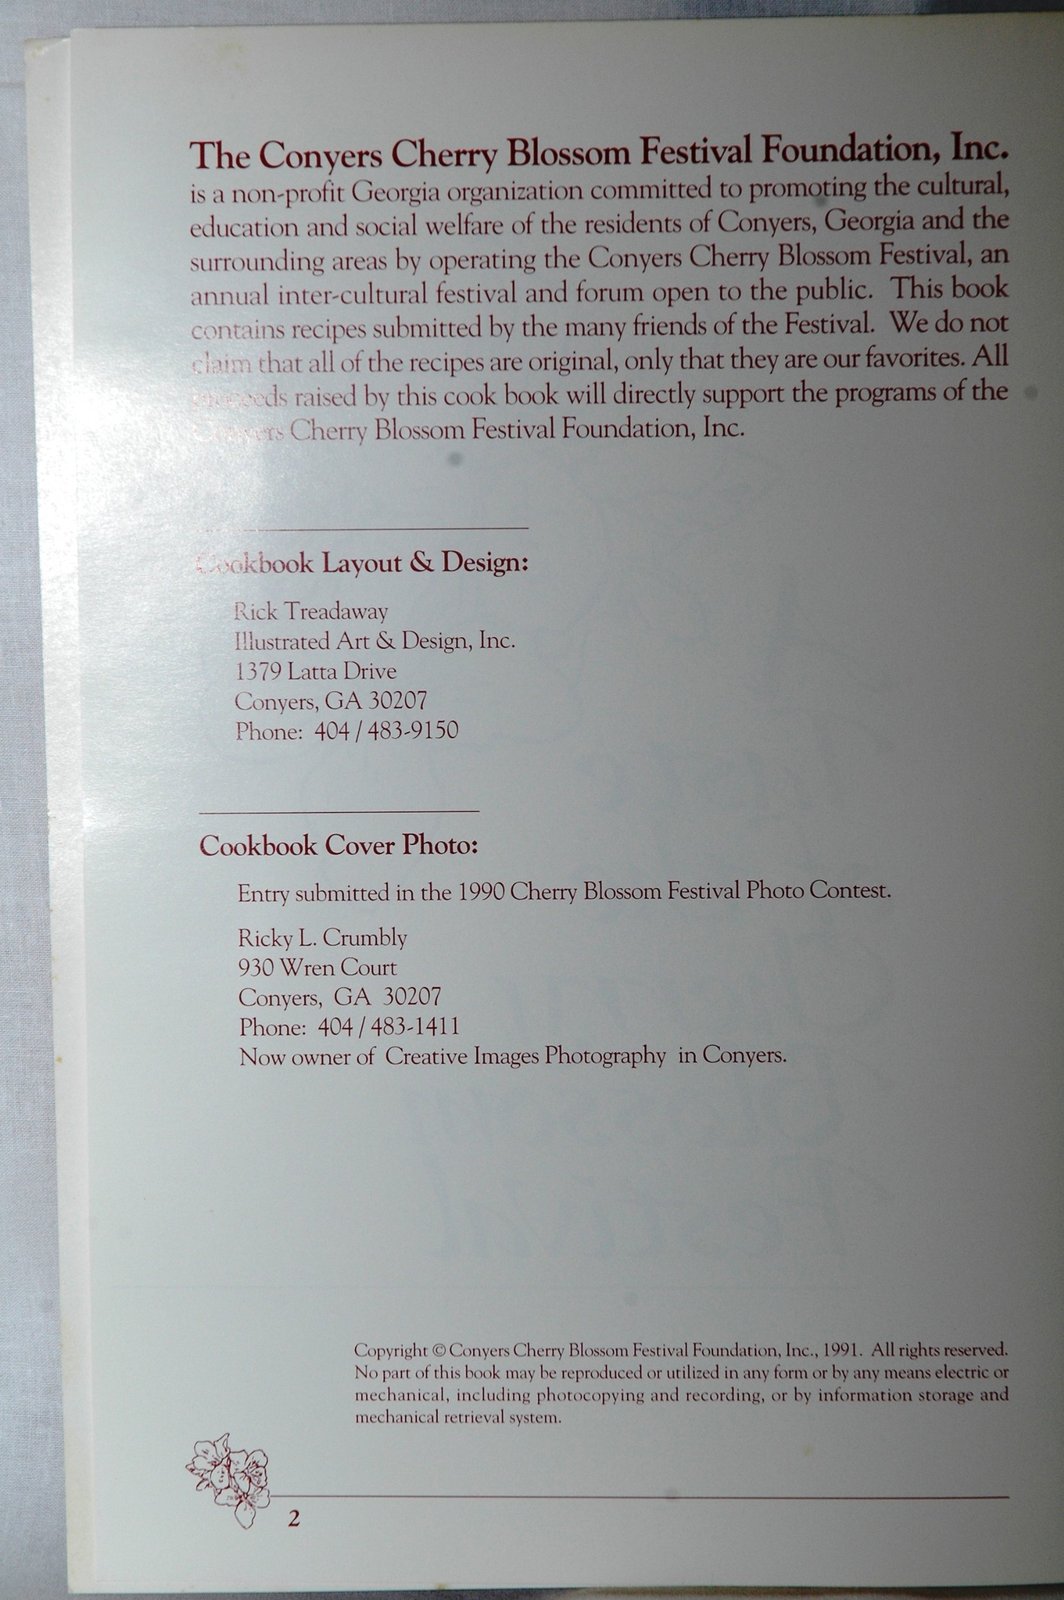 The Conyers Cherry Blossom Festival Foundation, Inc.
is a non-profit Georgia organization committed to promoting the cultural,
education and social welfare of the residents of Conyers, Georgia and the
surrounding areas by operating the Conyers Cherry Blossom Festival, an
annual inter-cultural festival and forum open to the public. This book
contains recipes submitted by the many friends of the Festival. We do not
claim that all of the recipes are original, only that they are our favorites. All
proceeds raised by this cook book will directly support the programs of the
Conyers Cherry Blossom Festival Foundation, Inc.
Cookbook Layout & Design:
Rick Treadaway
Illustrated Art & Design, Inc.
1379 Latta Drive
Conyers, GA 30207
Phone: 404 / 483-9150
Cookbook Cover Photo:
Entry submitted in the 1990 Cherry Blossom Festival Photo Contest.
Ricky L. Crumbly
930 Wren Court
Conyers, GA 30207
Phone: 404 / 483-1411
Now owner of Creative Images Photography in Conyers.
Copyright © Conyers Cherry Blossom Festival Foundation, Inc., 1991. All rights reserved.
No part of this book may be reproduced or utilized in any form or by any means electric or
mechanical, including photocopying and recording, or by information storage and
mechanical retrieval system.
2